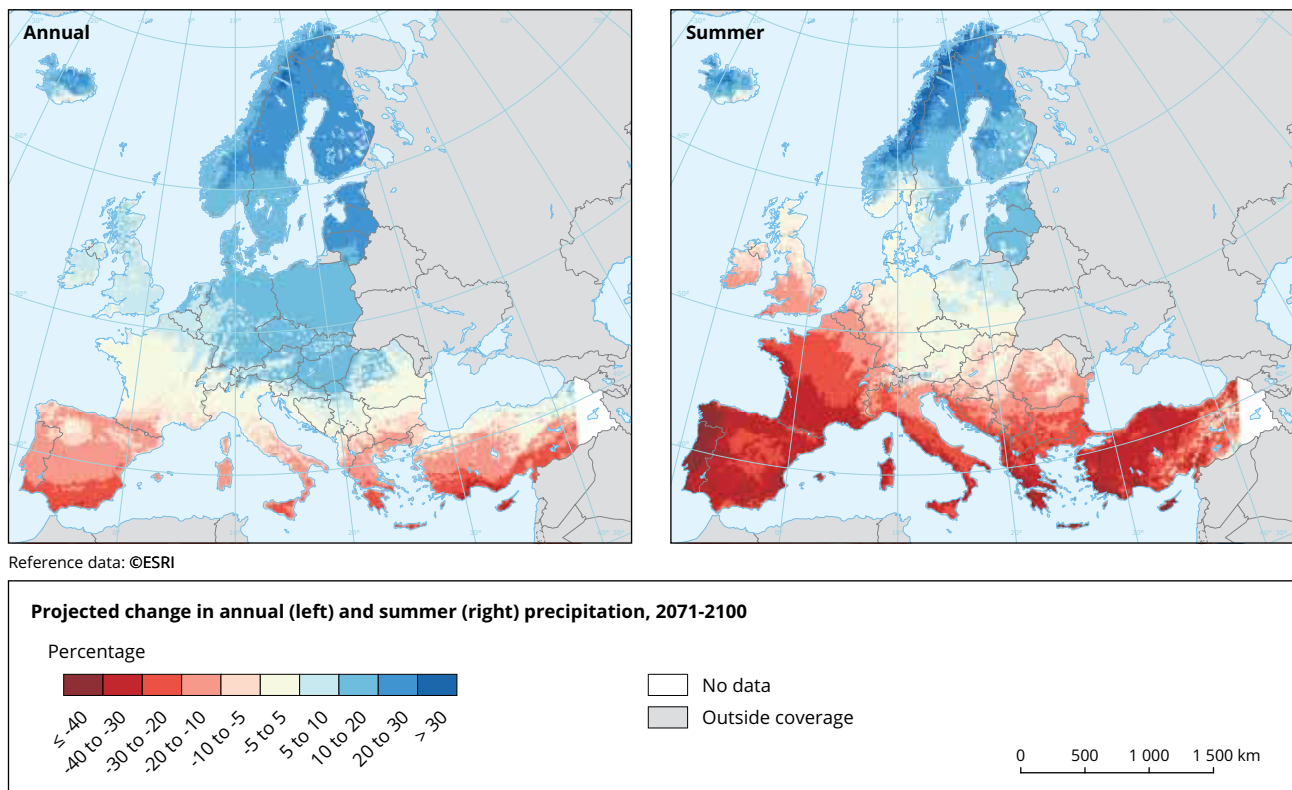 Annual
Summer
Reference data: ©ESRI
Projected change in annual (left) and summer (right) precipitation, 2071-2100
Percentage
≤ -40
-40 to -30
-30 to -20
-20 to -10
-10 to -5
-5 to 5
5 to 10
10 to 20
20 to 30
> 30
No data
Outside coverage
0 500 1 000 1 500 km